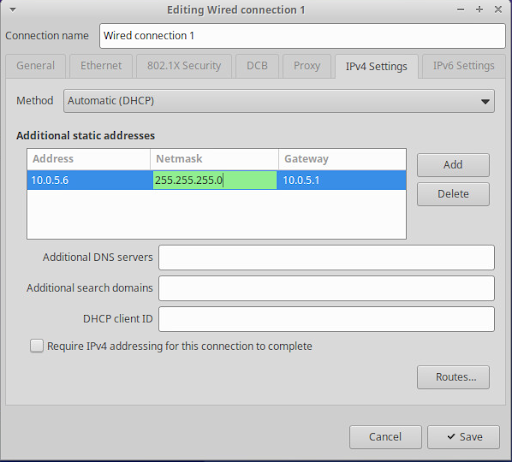 Editing Wired connection 1
Connection name Wired connection 1
General Ethernet 802.1X Security DCB Proxy IPv4 Settings IPv6 Settings
Method Automatic (DHCP)
Additional static addresses
Address Netmask Gateway
Add
10.0.5.6 255.255.255.0 10.0.5.1
Delete
Additional DNS servers
Additional search domains
DHCP client ID
Require IPv4 addressing for this connection to complete
Routes...
Cancel Save